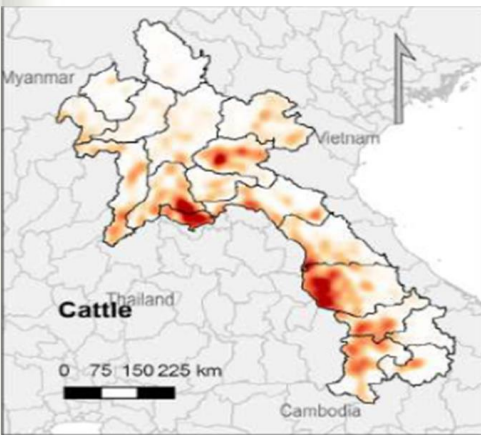 Myanmar
Vietnam
Thailand
Cattle
0 75 150 225 km
Cambodia